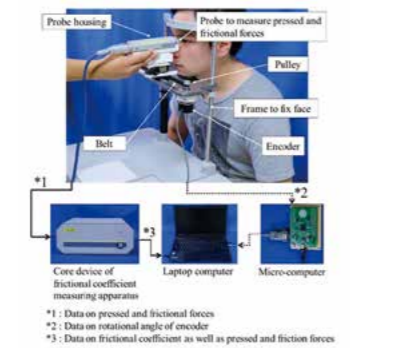 Probe housing
Probe to measure pressed and
frictional forces
Pulley
Frame to fix face
Belt
Encoder
*1
*2
*3
Core device of
frictional coefficient
measuring apparatus
Laptop computer
Micro-computer
*1 : Data on pressed and frictional forces
*2 : Data on rotational angle of encoder
*3 : Data on frictional coefficient as well as pressed and friction forces